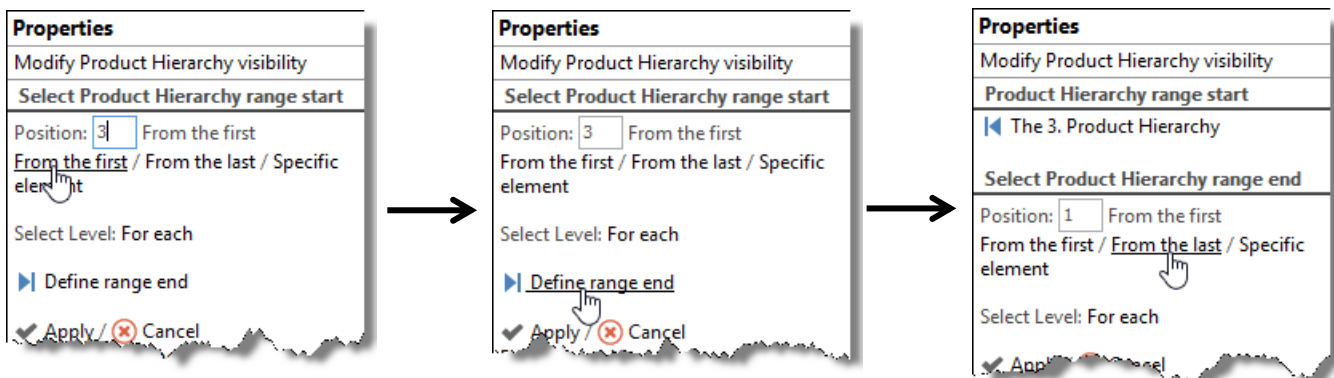 Properties
Modify Product Hierarchy visibility
Select Product Hierarchy range start
Position: 3 From the first
From the first / From the last / Specific
element
Select Level: For each
Define range end
Apply / Cancel
Properties
Modify Product Hierarchy visibility
Select Product Hierarchy range start
Position: 3 From the first
From the first / From the last / Specific
element
Select Level: For each
Define range end
Apply / Cancel
Properties
Modify Product Hierarchy visibility
Product Hierarchy range start
The 3. Product Hierarchy
Select Product Hierarchy range end
Position: 1 From the first
From the first / From the last / Specific
element
Select Level: For each